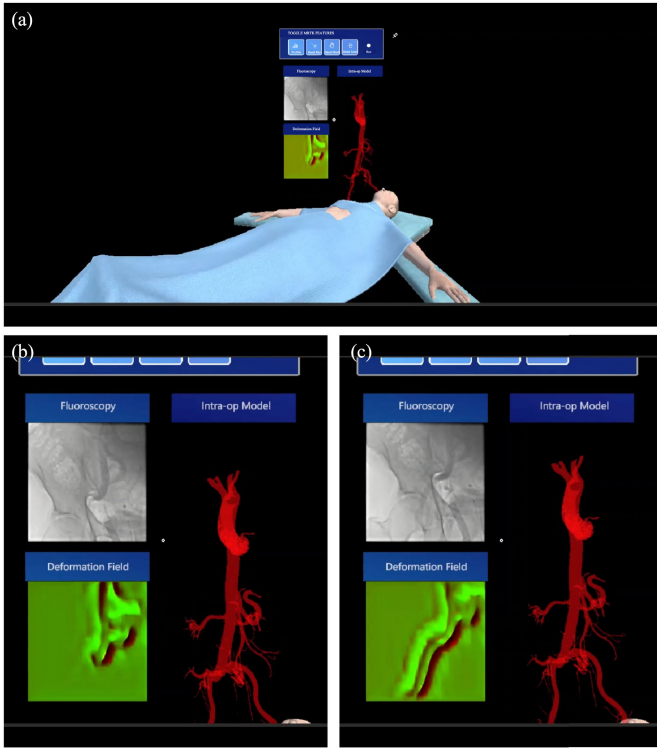 (a)
TOGGLE MRTK FEATURES
Fluoroscopy
Intra-op Model
Deformation Field
(b)
Fluoroscopy
Intra-op Model
Deformation Field
(c)
Fluoroscopy
Intra-op Model
Deformation Field